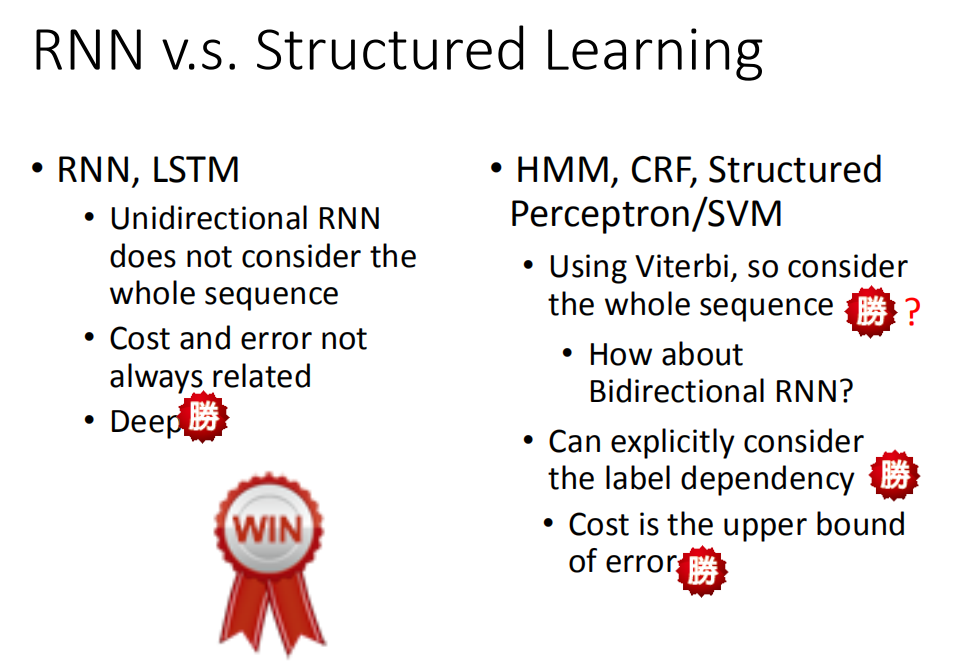 RNN v.s. Structured Learning
• RNN, LSTM
• Unidirectional RNN
does not consider the
whole sequence
• Cost and error not
always related
• Deep 勝
WIN
• HMM, CRF, Structured
Perceptron/SVM
• Using Viterbi, so consider
the whole sequence 勝 ?
• How about
Bidirectional RNN?
• Can explicitly consider
the label dependency 勝
• Cost is the upper bound
of error 勝